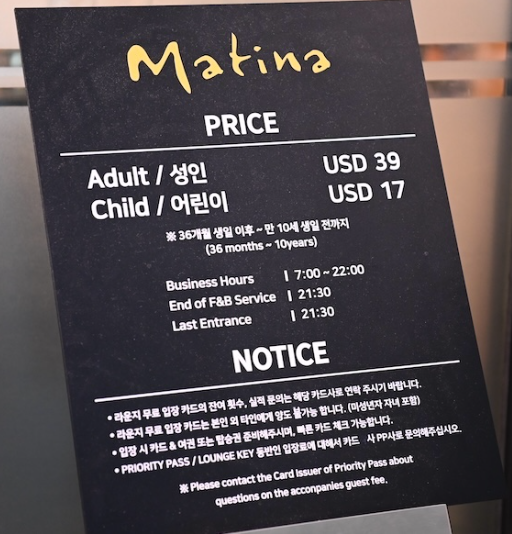 Matina
PRICE
Adult / 성인 USD 39
Child / 어린이 USD 17
※ 36개월 생일 이후 ~ 만 10세 생일 전까지
(36 months ~ 10years)
Business Hours | 7:00 ~ 22:00
End of F&B Service | 21:30
Last Entrance | 21:30
NOTICE
• 라운지 무료 입장 카드의 잔여 횟수, 실적 문의는 해당 카드사로 연락 주시기 바랍니다.
• 라운지 무료 입장 카드는 본인 외 타인에게 양도 불가능 합니다. (미성년자 자녀 포함)
• 입장 시 카드 & 여권 또는 탑승권 준비해주시며, 빠른 카드 체크 가능합니다.
• PRIORITY PASS / LOUNGE KEY 동반인 입장료에 대해서 카드 사 PP사로 문의해주십시오.
※ Please contact the Card Issuer of Priority Pass about
questions on the acconpanies guest fee.